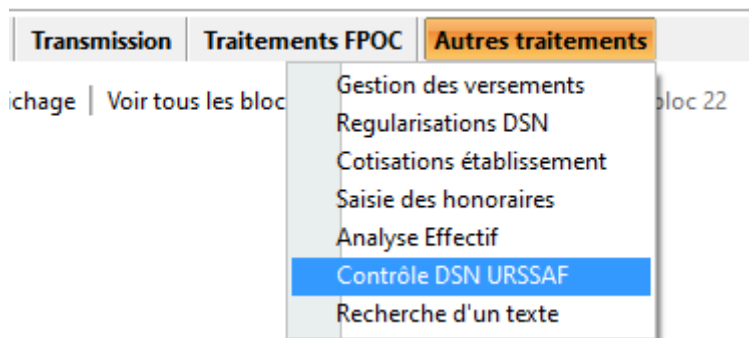 Transmission Traitements FPOC Autres traitements
ichage Voir tous les bloc bloc 22
Gestion des versements
Regularisations DSN
Cotisations établissement
Saisie des honoraires
Analyse Effectif
Contrôle DSN URSSAF
Recherche d'un texte